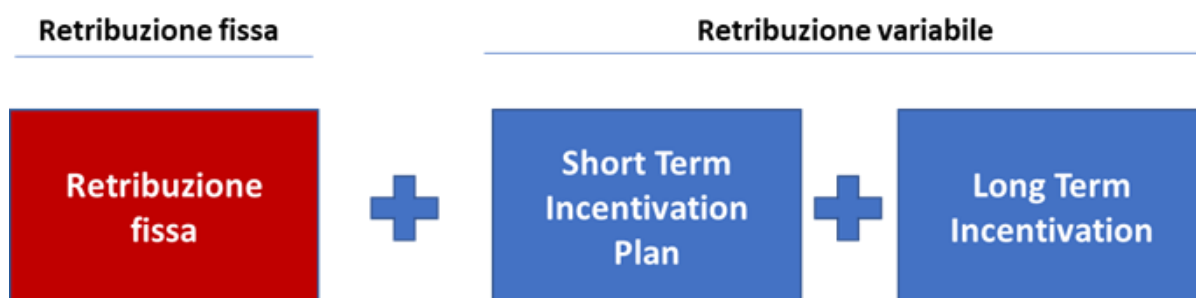 Retribuzione fissa
Retribuzione variabile
Retribuzione
fissa
Short Term
Incentivation
Plan
Long Term
Incentivation